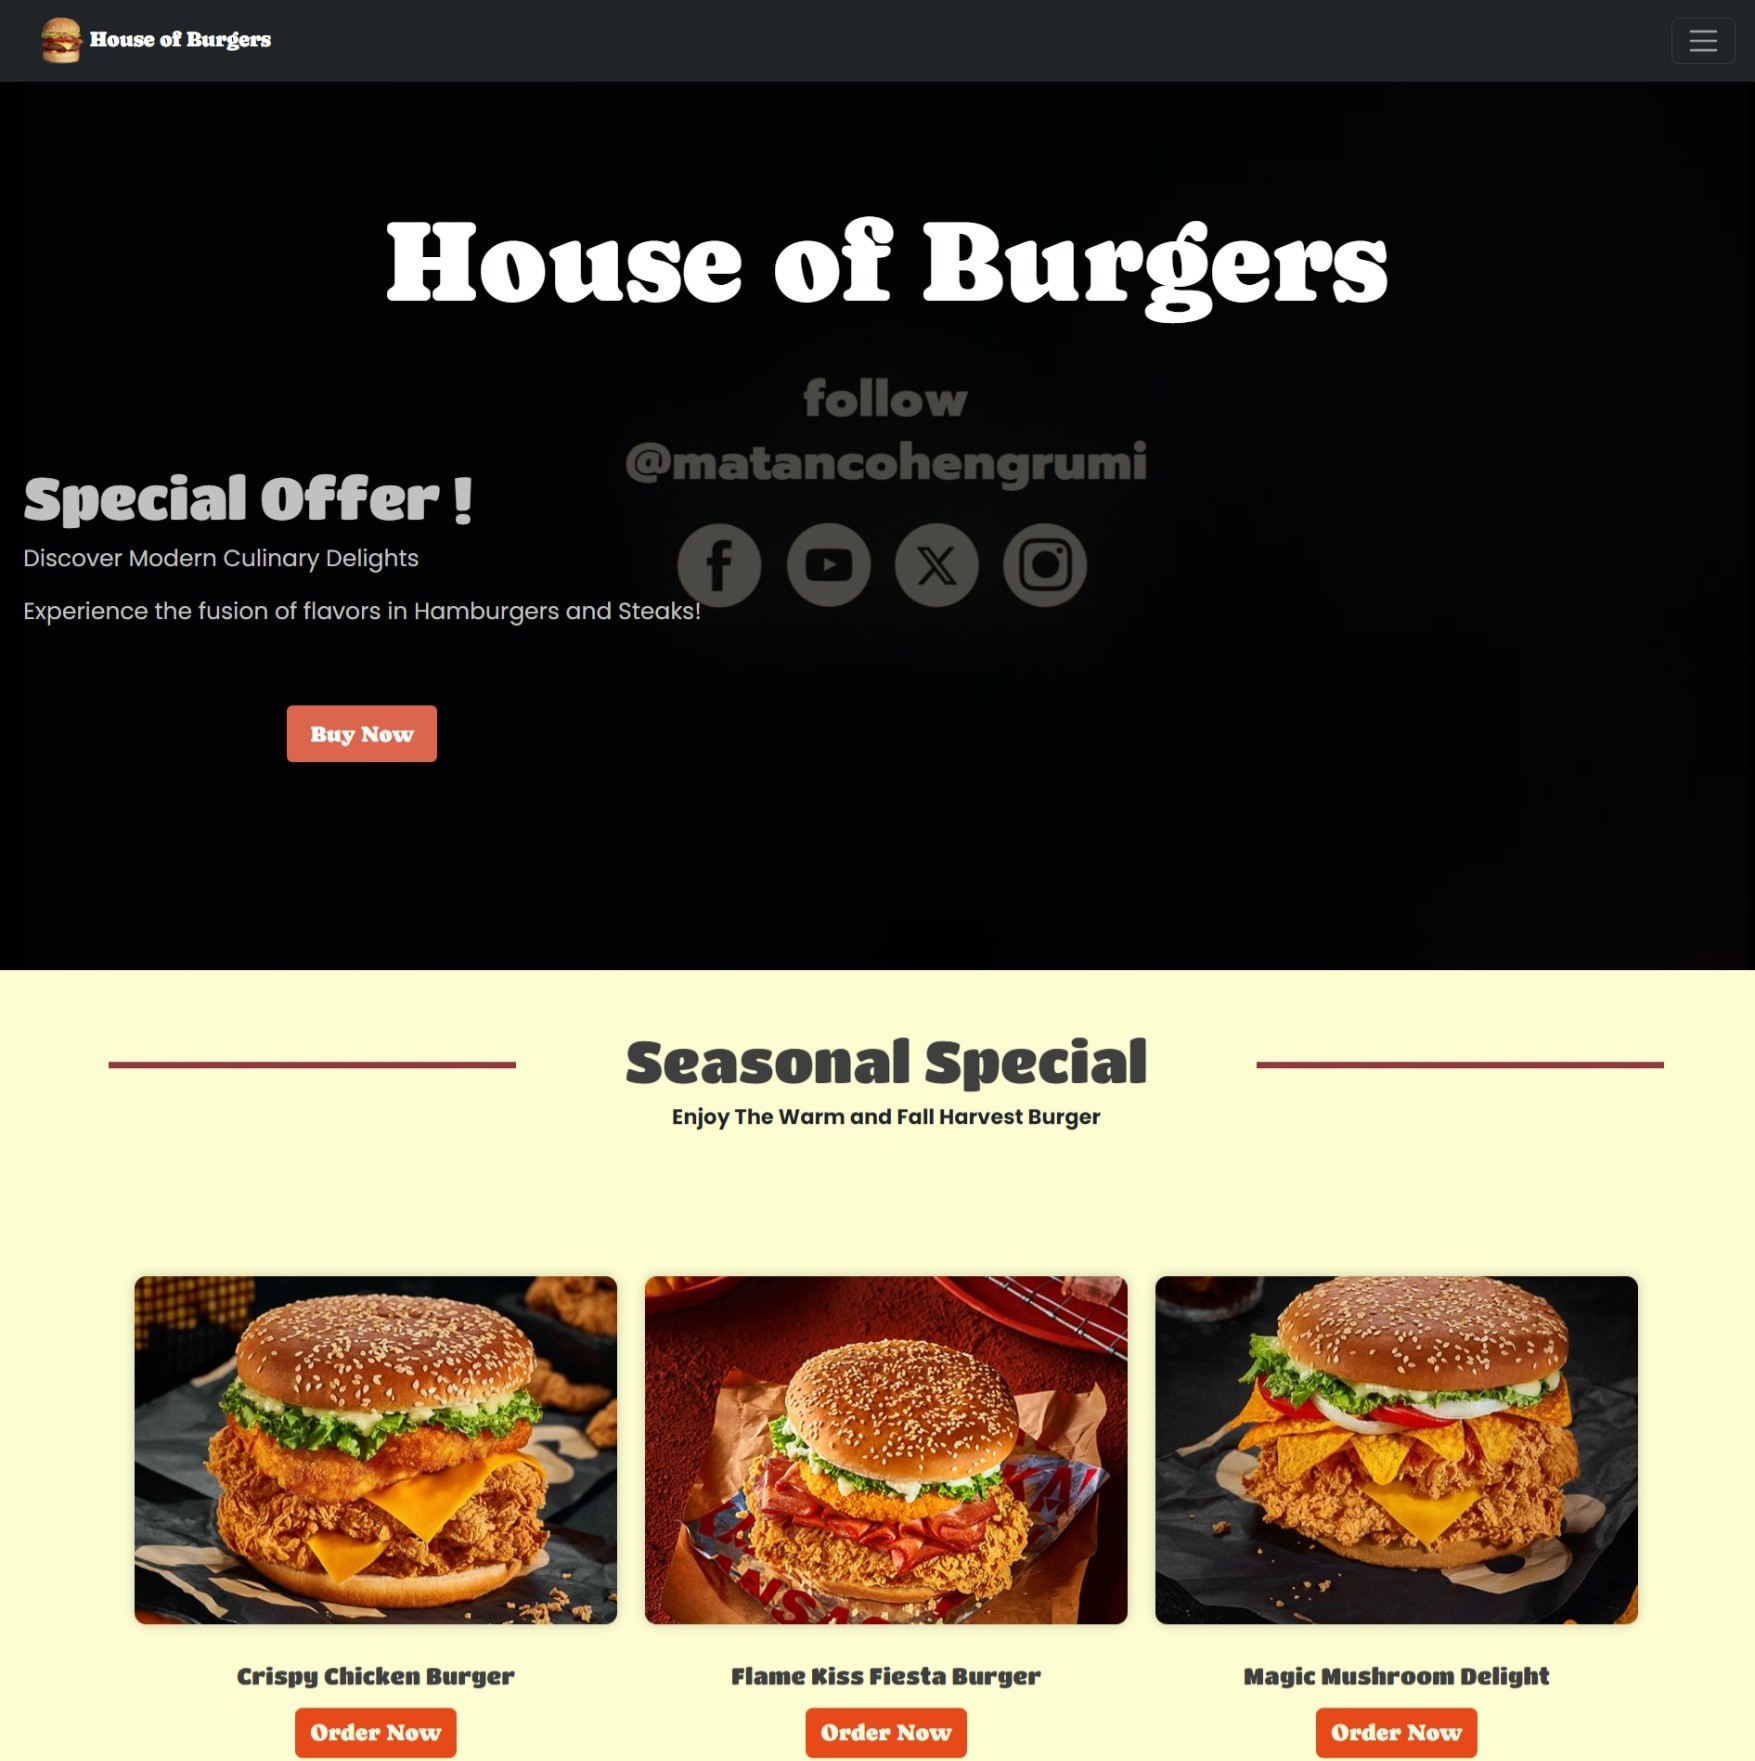 House of Burgers
House of Burgers
follow
@matancohengrumi
Special Offer !
Discover Modern Culinary Delights
Experience the fusion of flavors in Hamburgers and Steaks!
Buy Now
Seasonal Special
Enjoy The Warm and Fall Harvest Burger
Crispy Chicken Burger
Order Now
Flame Kiss Fiesta Burger
Order Now
Magic Mushroom Delight
Order Now